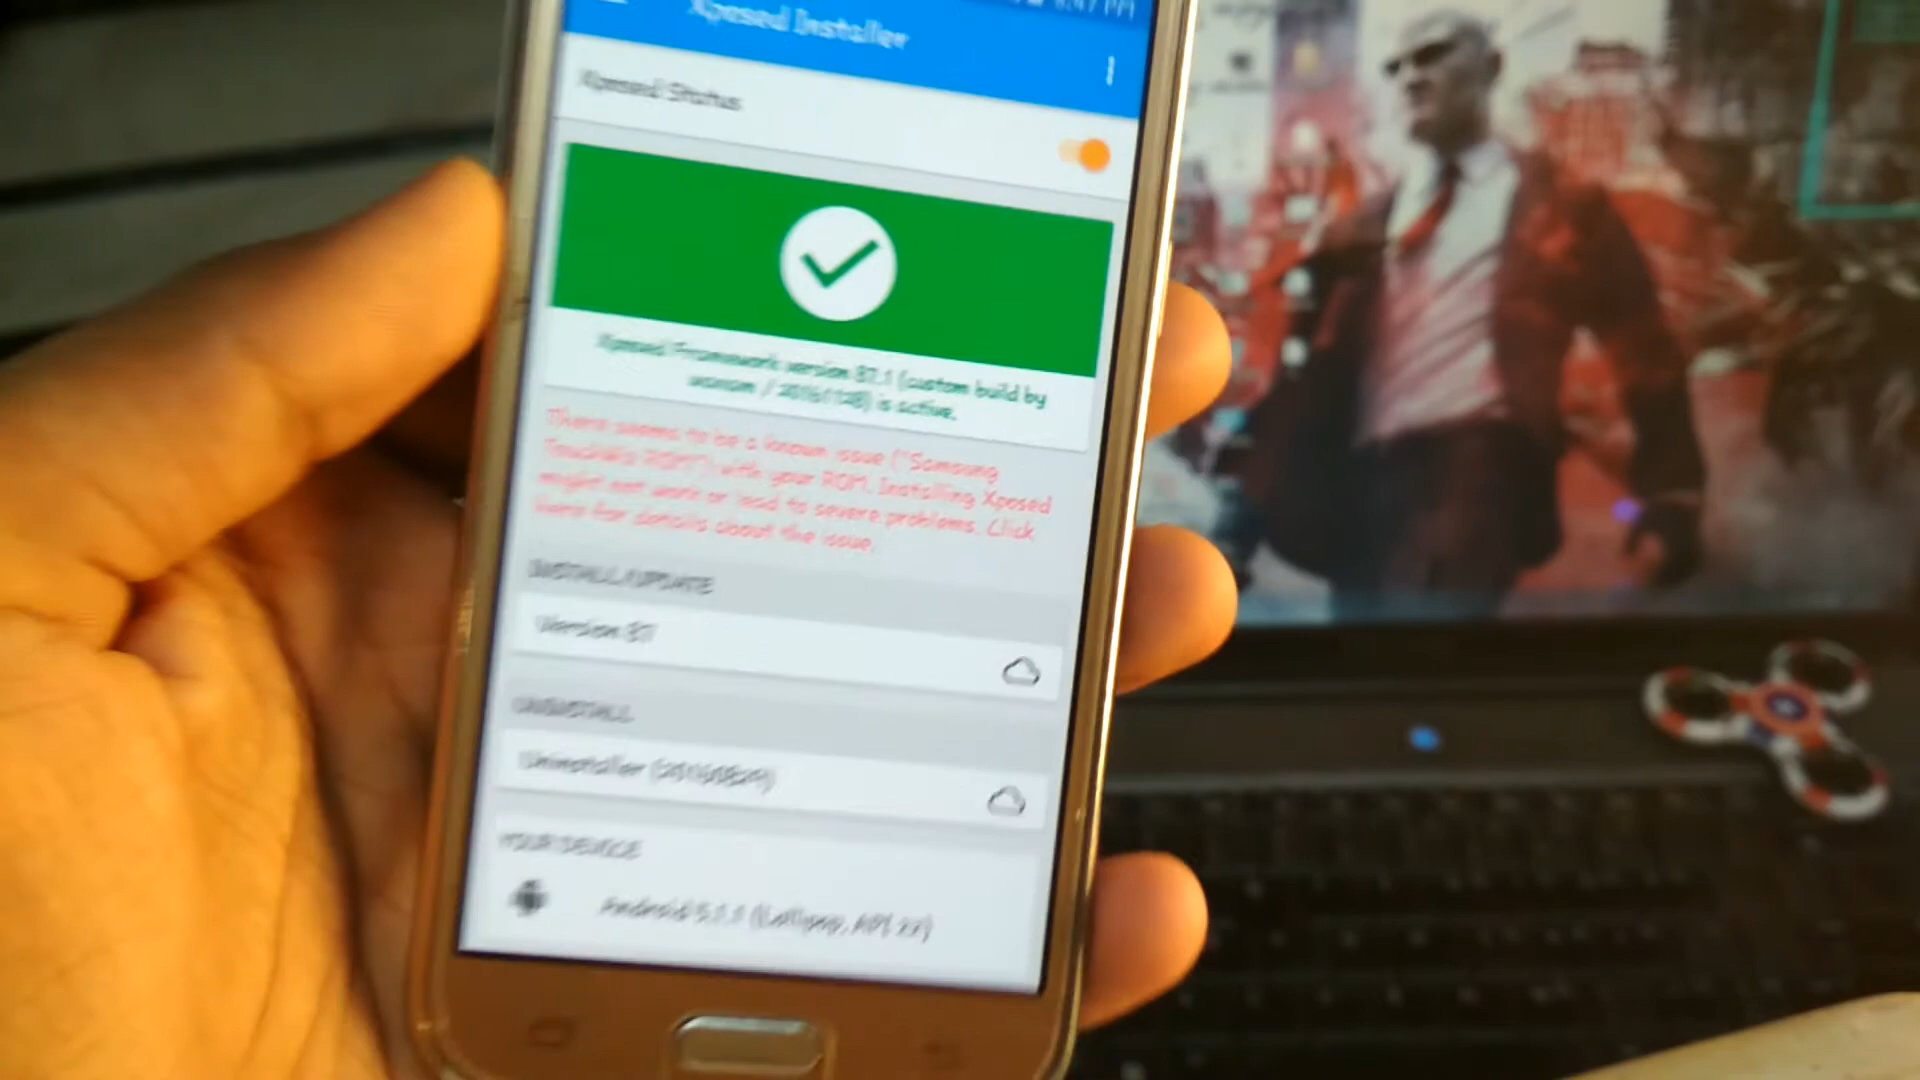 Xposed Installer
Xposed Status
Xposed Framework version 87.1 (custom build by
wanam / 20161128) is active.
There seems to be a known issue ("Samsung
TouchWiz ROM") with your ROM. Installing Xposed
might not work or lead to severe problems. Click
here for details about the issue.
INSTALL/UPDATE
Version 87
UNINSTALL
Uninstaller (20160829)
YOUR DEVICE
Android 5.1.1 (Lollipop, API 22)